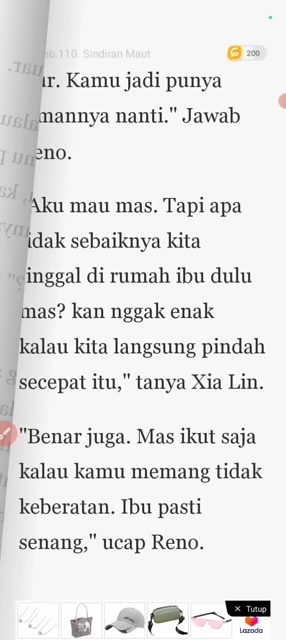 ab.110. Sindiran Maut
200
ur. Kamu jadi punya
mannya nanti." Jawab
eno.
Aku mau mas. Tapi apa
idak sebaiknya kita
inggal di rumah ibu dulu
mas? kan nggak enak
kalau kita langsung pindah
secepat itu," tanya Xia Lin.
"Benar juga. Mas ikut saja
kalau kamu memang tidak
keberatan. Ibu pasti
senang," ucap Reno.
× Tutup
Lazada